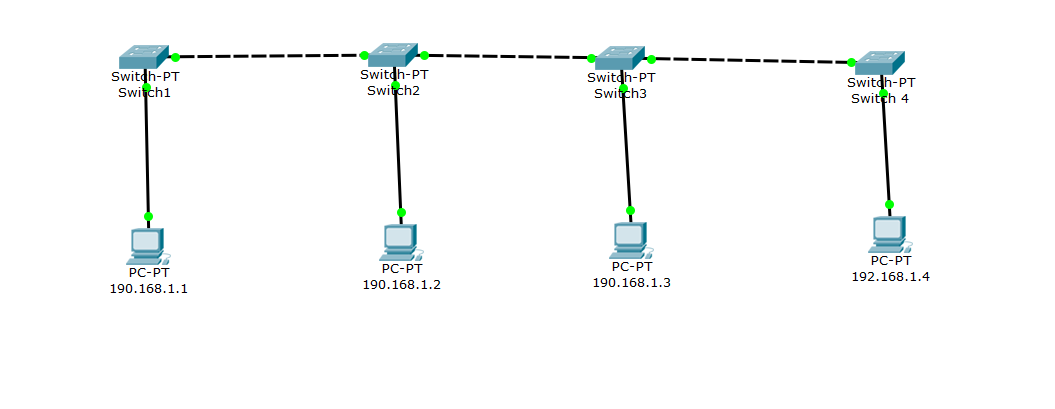 Switch-PT
Switch1
Switch-PT
Switch2
Switch-PT
Switch3
Switch-PT
Switch 4
PC-PT
190.168.1.1
PC-PT
190.168.1.2
PC-PT
190.168.1.3
PC-PT
192.168.1.4